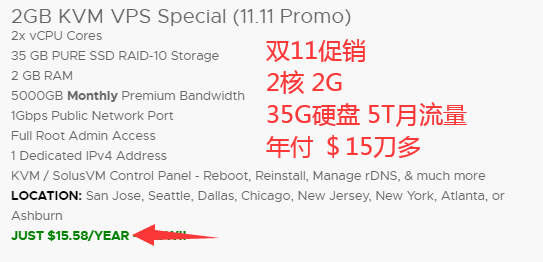 2GB KVM VPS Special (11.11 Promo)
2x vCPU Cores
35 GB PURE SSD RAID-10 Storage
2 GB RAM
5000GB Monthly Premium Bandwidth
1Gbps Public Network Port
Full Root Admin Access
1 Dedicated IPv4 Address
KVM / SolusVM Control Panel - Reboot, Reinstall, Manage rDNS, & much more
LOCATION: San Jose, Seattle, Dallas, Chicago, New Jersey, New York, Atlanta, or
Ashburn
JUST $15.58/YEAR
双11促销
2核 2G
35G硬盘 5T月流量
年付 $15刀多